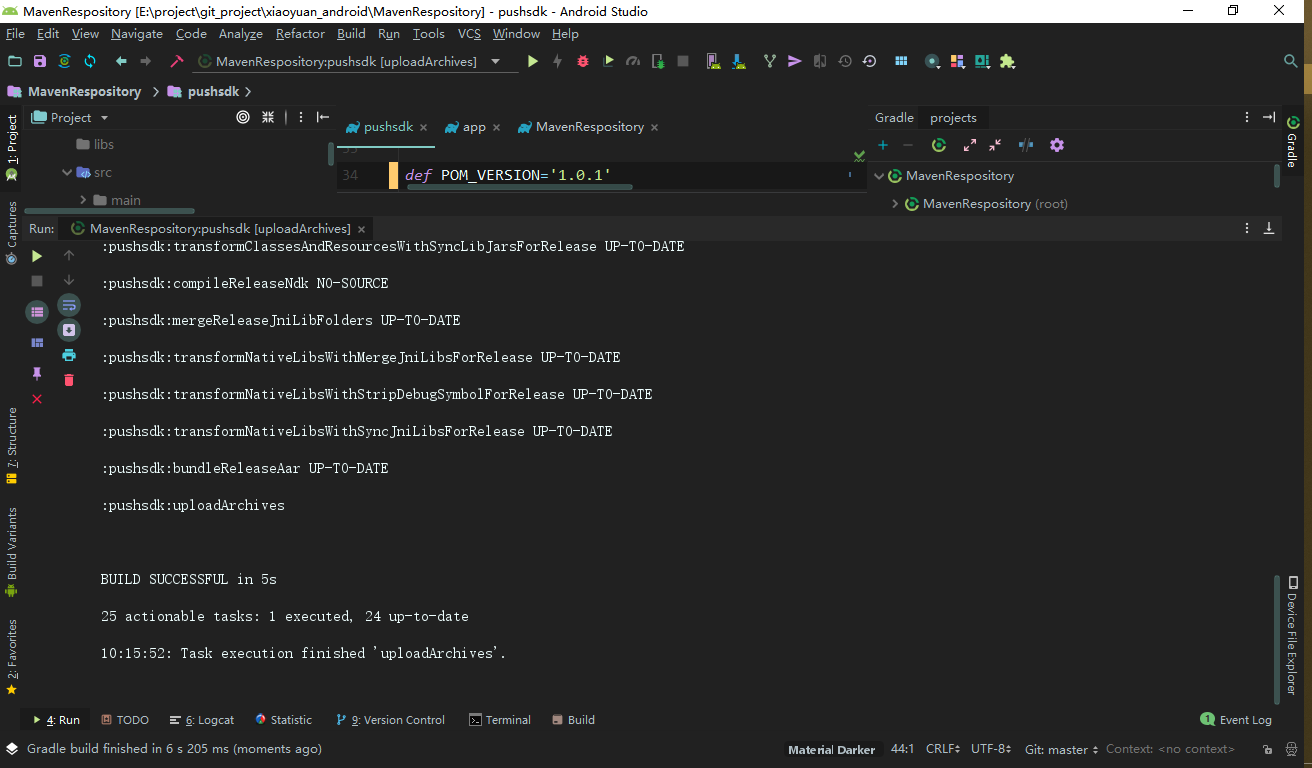 MavenRespository [E:\project\git_project\xiaoyuan_android\MavenRespository] - pushsdk - Android Studio
File Edit View Navigate Code Analyze Refactor Build Run Tools VCS Window Help
MavenRespository:pushsdk [uploadArchives]
MavenRespository pushsdk
1: Project
Project
pushsdk app MavenRespository
Gradle projects
Gradle
libs
src
main
33
34 def POM_VERSION='1.0.1'
MavenRespository
MavenRespository (root)
Captures
Run: MavenRespository:pushsdk [uploadArchives]
:pushsdk:transformClassesAndResourcesWithSyncLibJarsForRelease UP-TO-DATE
:pushsdk:compileReleaseNdk NO-SOURCE
:pushsdk:mergeReleaseJniLibFolders UP-TO-DATE
:pushsdk:transformNativeLibsWithMergeJniLibsForRelease UP-TO-DATE
:pushsdk:transformNativeLibsWithStripDebugSymbolForRelease UP-TO-DATE
:pushsdk:transformNativeLibsWithSyncJniLibsForRelease UP-TO-DATE
:pushsdk:bundleReleaseAar UP-TO-DATE
:pushsdk:uploadArchives
BUILD SUCCESSFUL in 5s
25 actionable tasks: 1 executed, 24 up-to-date
10:15:52: Task execution finished 'uploadArchives'.
7: Structure
Build Variants
2: Favorites
Device File Explorer
4: Run TODO 6: Logcat Statistic 9: Version Control Terminal Build 1 Event Log
Gradle build finished in 6 s 205 ms (moments ago) Material Darker 44:1 CRLF UTF-8 Git: master Context: <no context>